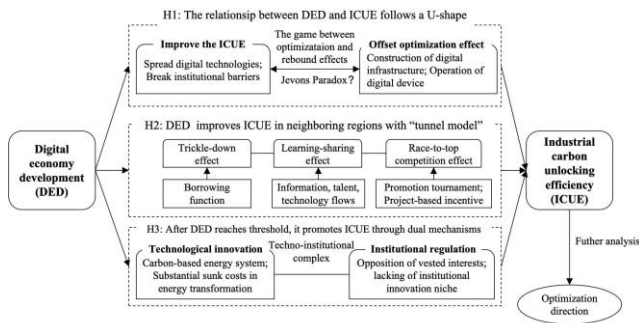 H1: The relationsip between DED and ICUE follows a U-shape
Improve the ICUE
Spread digital technologies;
Break institutional barriers
The game between
optimizataion and
rebound effects
Jevons Paradox?
Offset optimization effect
Construction of digital
infrastructure; Operation of
digital device
Digital
economy
development
(DED)
H2: DED improves ICUE in neighboring regions with “tunnel model”
Trickle-down
effect
Learning-sharing
effect
Race-to-top
competition effect
Borrowing
function
Information, talent,
technology flows
Promotion tournament;
Project-based incentive
Industrial
carbon
unlocking
efficiency
(ICUE)
H3: After DED reaches threshold, it promotes ICUE through dual mechanisms
Technological innovation
Carbon-based energy system;
Substantial sunk costs in
energy transformation
Techno-institutional
complex
Institutional regulation
Opposition of vested interests;
lacking of institutional
innovation niche
Futher analysis
Optimization
direction